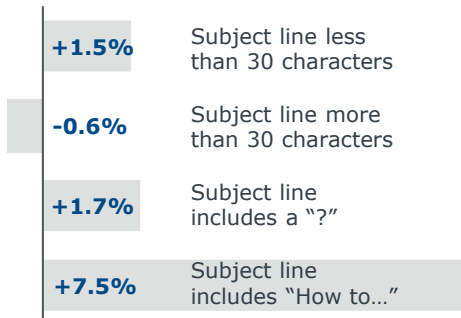 +1.5%
Subject line less
than 30 characters
-0.6%
Subject line more
than 30 characters
+1.7%
Subject line
includes a “?”
+7.5%
Subject line
includes “How to…”